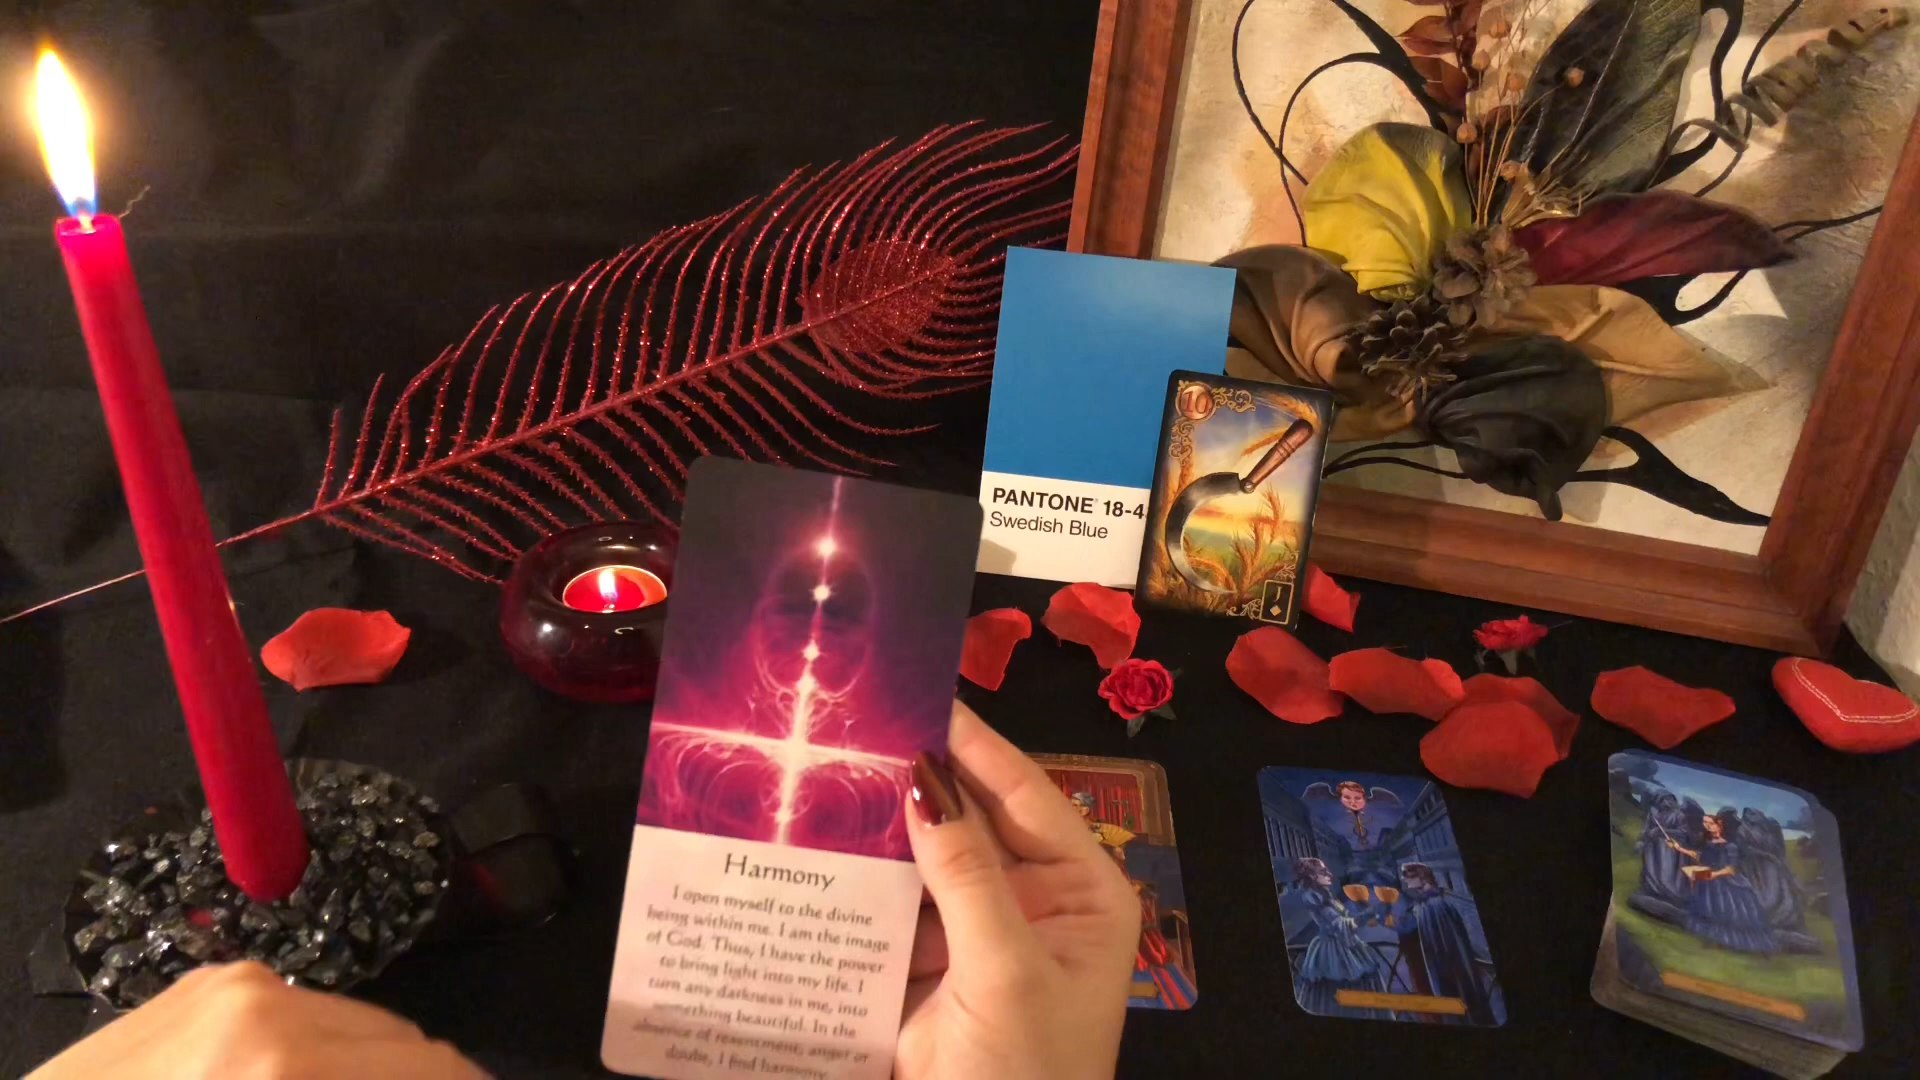 PANTONE® 18-4
Swedish Blue
10
J
Harmony
I open myself to the divine
being within me. I am the image
of God. Thus, I have the power
to bring light into my life. I
turn any darkness in me, into
something beautiful. In the
absence of resentment, anger or
doubt, I find harmony